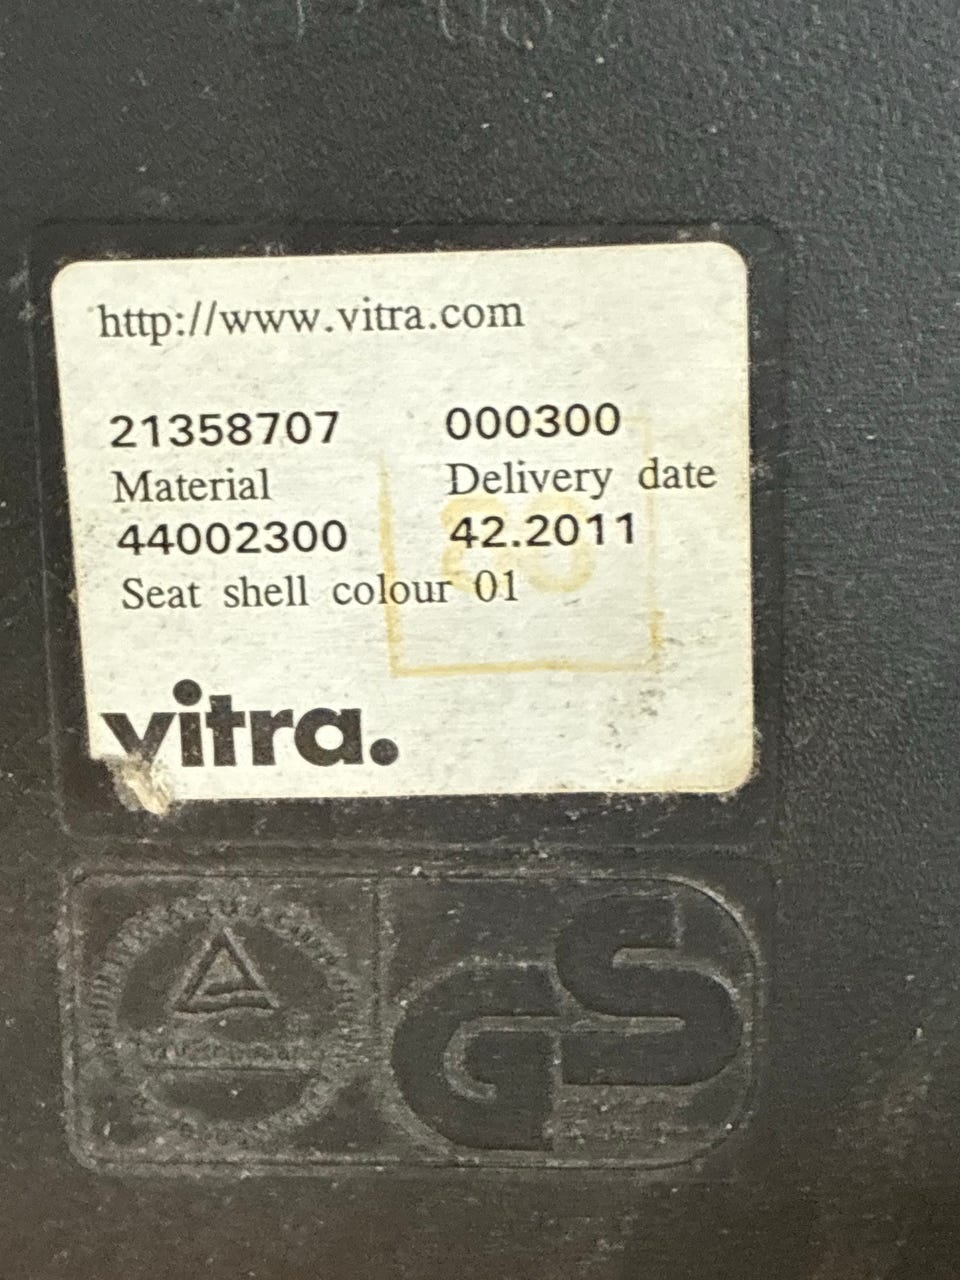 http://www.vitra.com
21358707 000300
Material Delivery date
44002300 42.2011
Seat shell colour 01
vitra.
GS